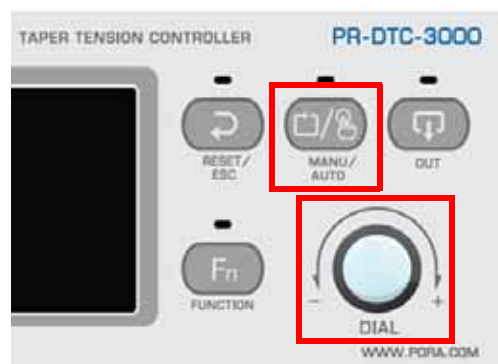 TAPER TENSION CONTROLLER
PR-DTC-3000
RESET/
ESC
MANU/
AUTO
OUT
Fn
FUNCTION
− +
DIAL
WWW.PORA.COM